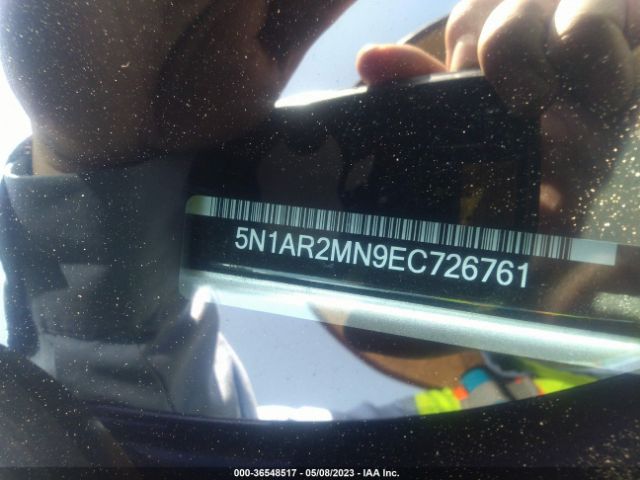 5N1AR2MN9EC726761
000-36548517 - 05/08/2023 - IAA Inc.